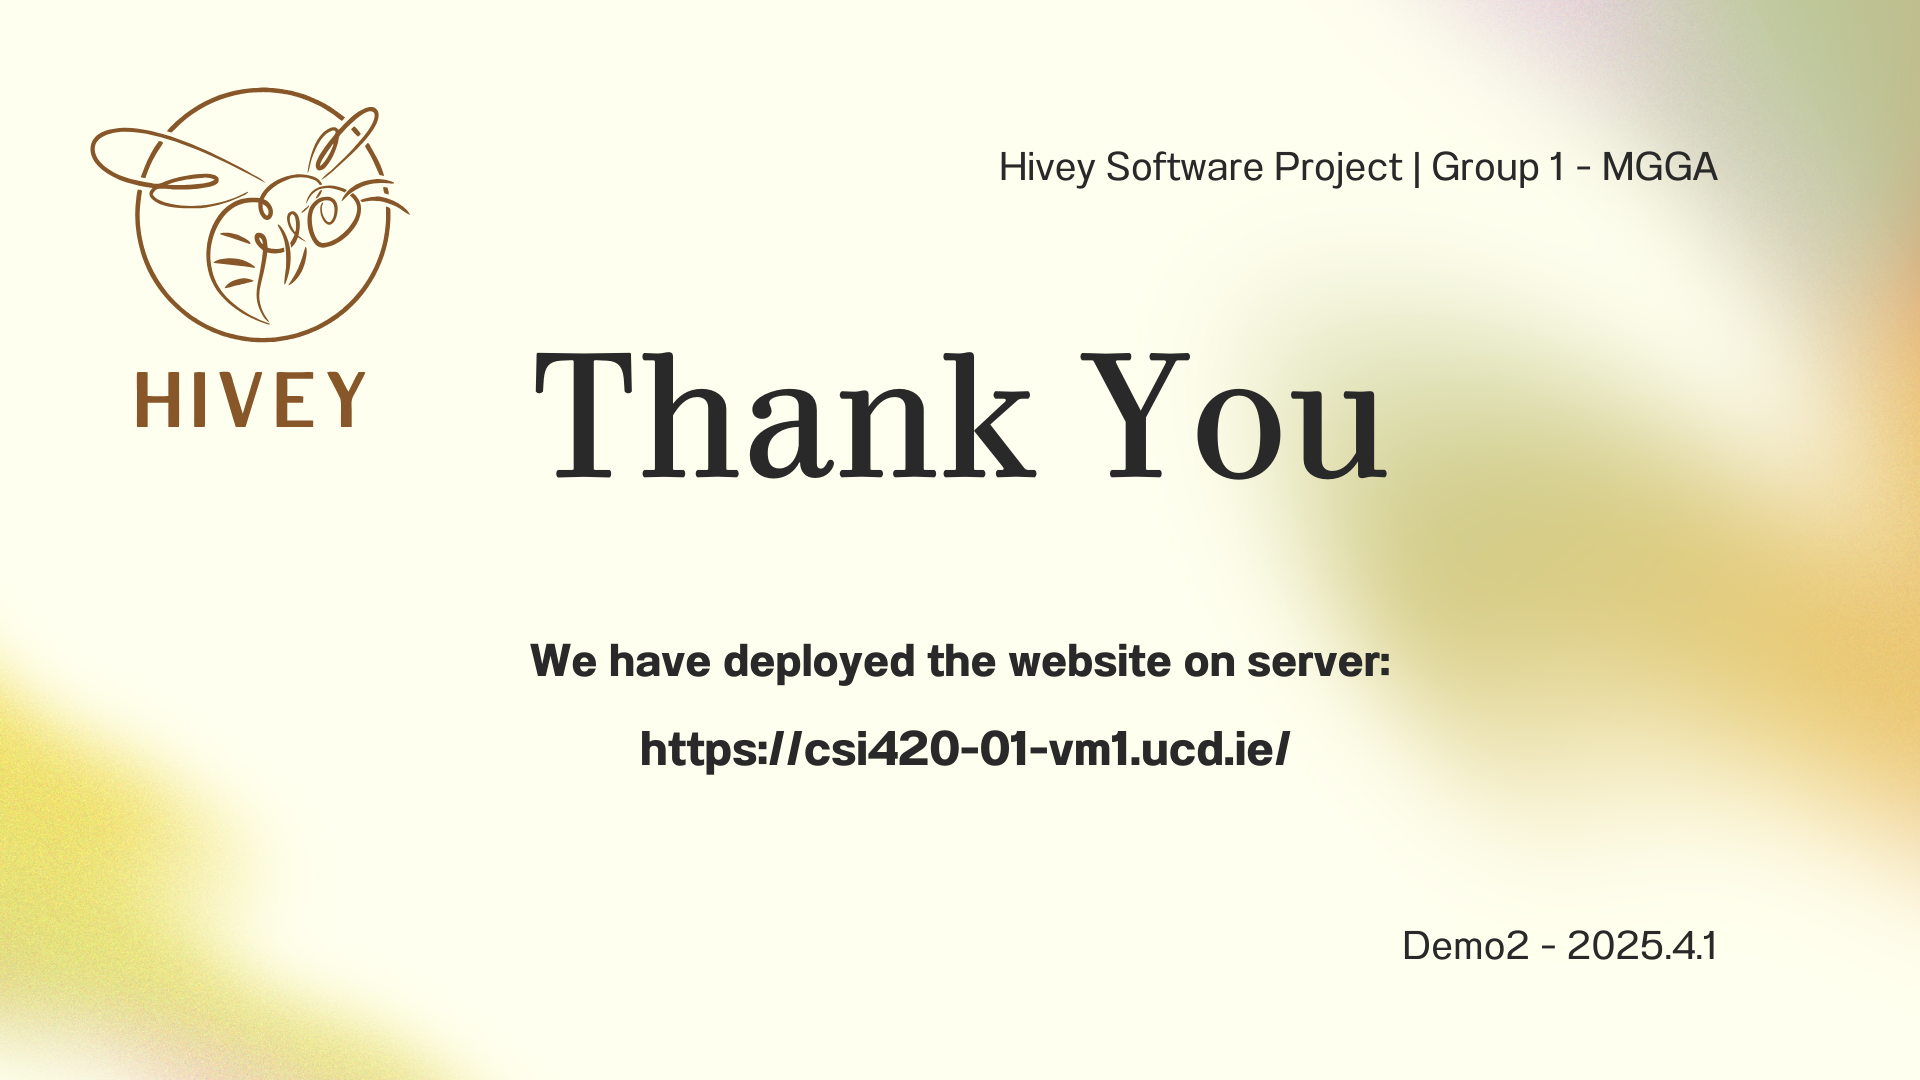 HIVEY
Hivey Software Project | Group 1 - MGGA
Thank You
We have deployed the website on server:
https://csi420-01-vm1.ucd.ie/
Demo2 - 2025.4.1